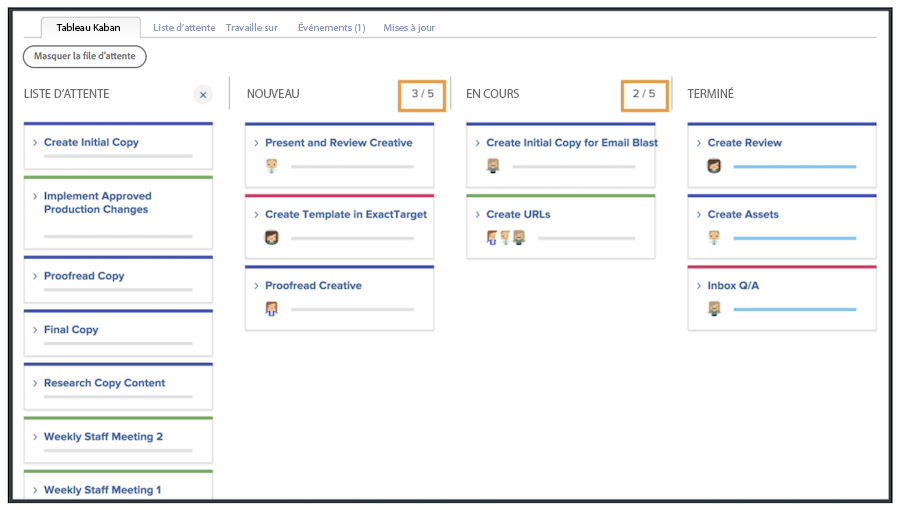 Tableau Kaban
Liste d'attente
Travaille sur
Événements (1)
Mises à jour
Masquer la file d'attente
LISTE D'ATTENTE
×
Create Initial Copy
Implement Approved
Production Changes
Proofread Copy
Final Copy
Research Copy Content
Weekly Staff Meeting 2
Weekly Staff Meeting 1
NOUVEAU
3 / 5
Present and Review Creative
Create Template in ExactTarget
Proofread Creative
EN COURS
2 / 5
Create Initial Copy for Email Blast
Create URLs
TERMINÉ
Create Review
Create Assets
Inbox Q/A